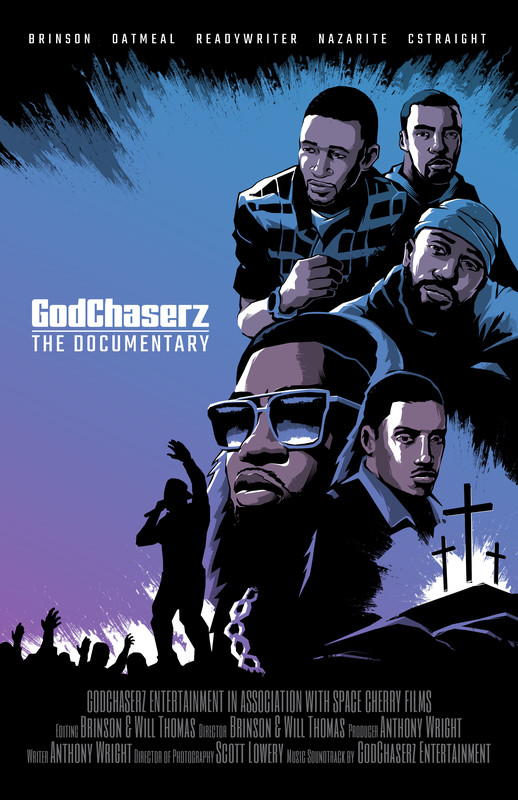 BRINSON OATMEAL READYWRITER NAZARITE CSTRAIGHT
GodChaserz
THE DOCUMENTARY
GODCHASERZ ENTERTAINMENT IN ASSOCIATION WITH SPACE CHERRY FILMS
EDITING BRINSON & WILL THOMAS DIRECTOR BRINSON & WILL THOMAS PRODUCER ANTHONY WRIGHT
WRITER ANTHONY WRIGHT DIRECTOR OF PHOTOGRAPHY SCOTT LOWERY MUSIC SOUNDTRACK BY GODCHASERZ ENTERTAINMENT